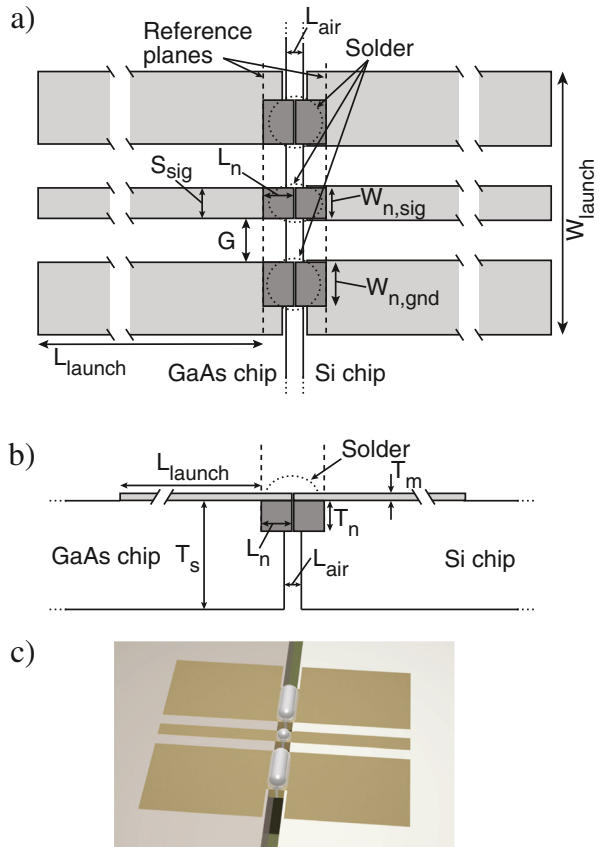 a)
Reference planes
L_air
Solder
S_sig
L_n
W_n,sig
G
W_n,gnd
W_launch
L_launch
GaAs chip
Si chip
b)
Solder
L_launch
T_m
T_n
L_n
GaAs chip
T_s
L_air
Si chip
c)